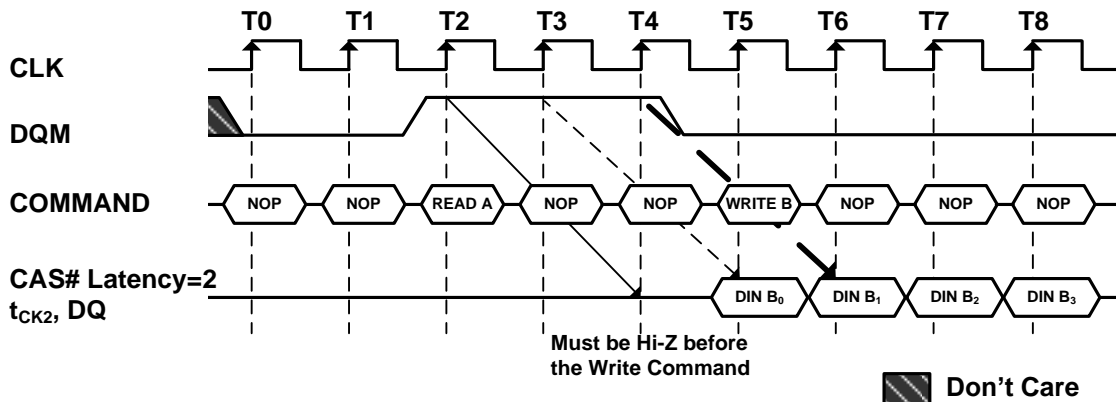 T0 T1 T2 T3 T4 T5 T6 T7 T8
CLK
DQM
COMMAND NOP NOP READ A NOP NOP WRITE B NOP NOP NOP
CAS# Latency=2
tCK2, DQ DIN B0 DIN B1 DIN B2 DIN B3
Must be Hi-Z before
the Write Command
Don't Care